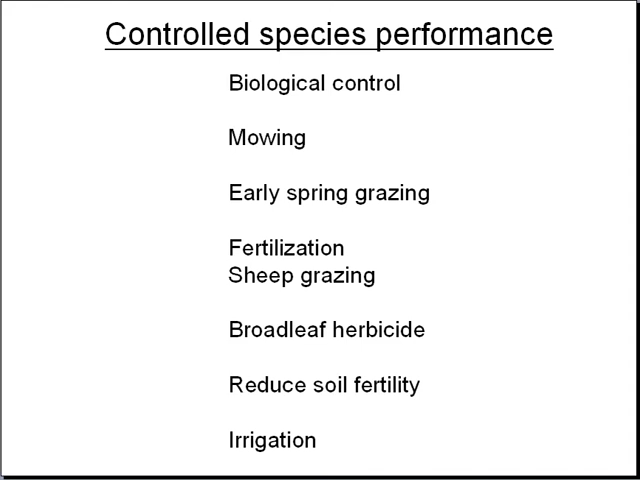 Controlled species performance
Biological control
Mowing
Early spring grazing
Fertilization
Sheep grazing
Broadleaf herbicide
Reduce soil fertility
Irrigation